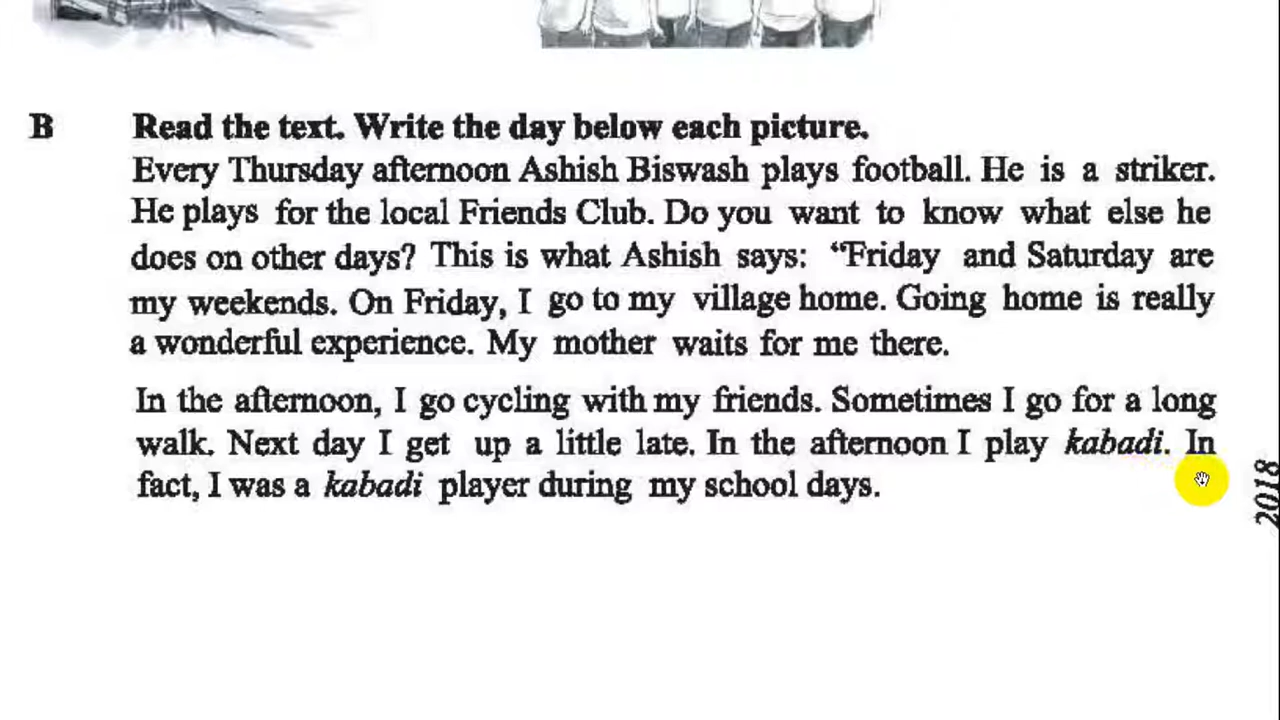 B Read the text. Write the day below each picture.
Every Thursday afternoon Ashish Biswash plays football. He is a striker.
He plays for the local Friends Club. Do you want to know what else he
does on other days? This is what Ashish says: “Friday and Saturday are
my weekends. On Friday, I go to my village home. Going home is really
a wonderful experience. My mother waits for me there.
In the afternoon, I go cycling with my friends. Sometimes I go for a long
walk. Next day I get up a little late. In the afternoon I play kabadi. In
fact, I was a kabadi player during my school days.
2018